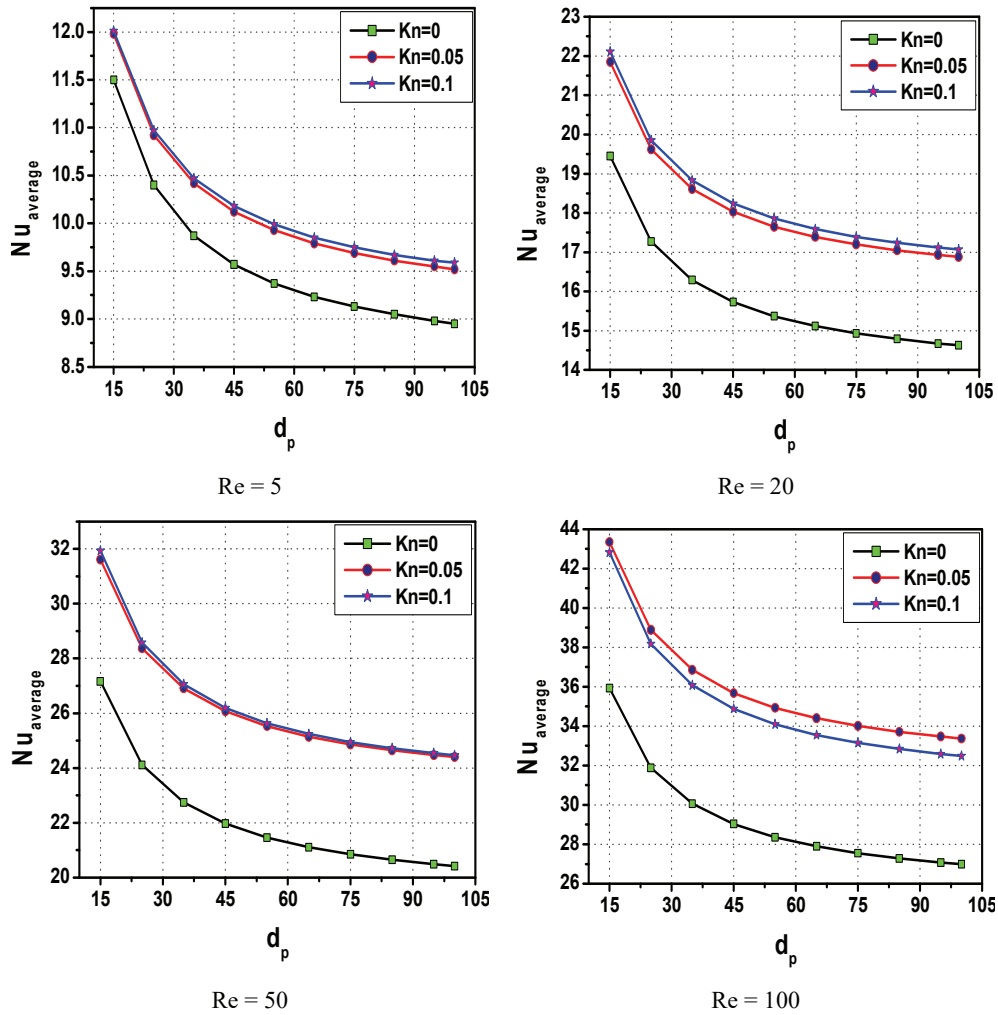 12.0
11.5
11.0
10.5
10.0
9.5
9.0
8.5
Nu average
Kn=0
Kn=0.05
Kn=0.1
15 30 45 60 75 90 105
dp
Re = 5
23
22
21
20
19
18
17
16
15
14
Nu average
Kn=0
Kn=0.05
Kn=0.1
15 30 45 60 75 90 105
dp
Re = 20
32
30
28
26
24
22
20
Nu average
Kn=0
Kn=0.05
Kn=0.1
15 30 45 60 75 90 105
dp
Re = 50
44
42
40
38
36
34
32
30
28
26
Nu average
Kn=0
Kn=0.05
Kn=0.1
15 30 45 60 75 90 105
dp
Re = 100